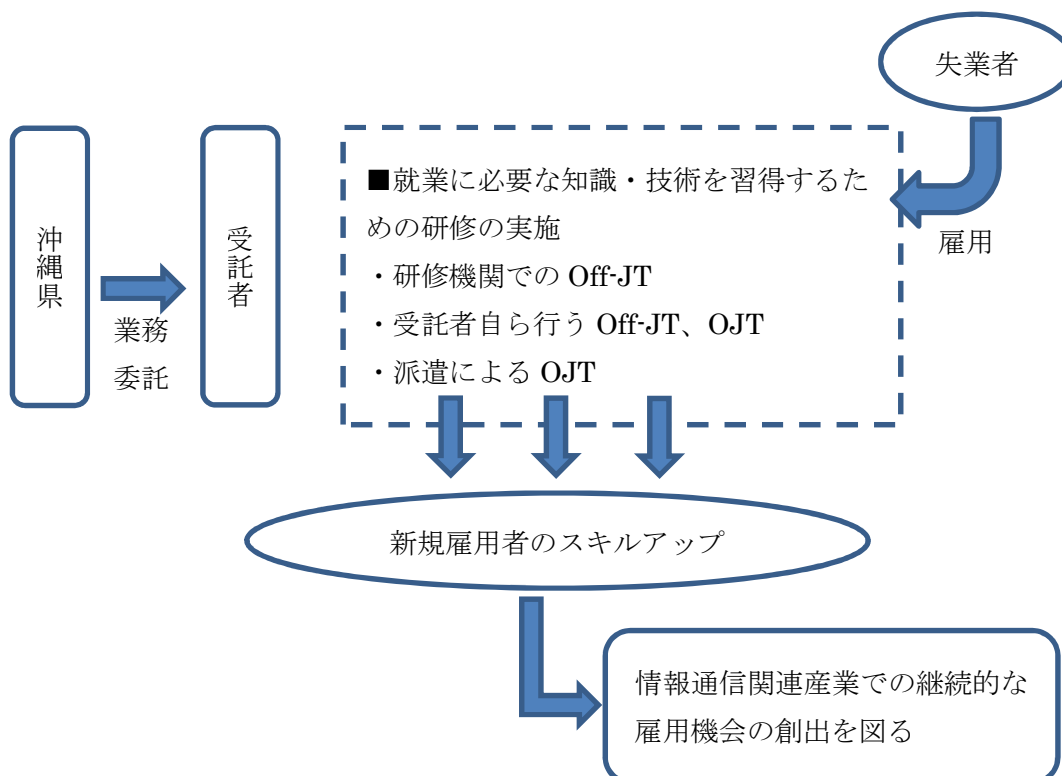 失業者
沖縄県
業務
委託
受託者
■就業に必要な知識・技術を習得するた
めの研修の実施
・研修機関での Off-JT
・受託者自ら行う Off-JT、OJT
・派遣による OJT
雇用
新規雇用者のスキルアップ
情報通信関連産業での継続的な
雇用機会の創出を図る